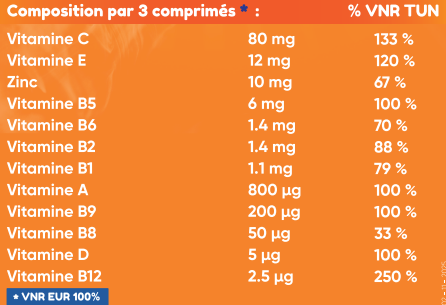 Composition par 3 comprimés * : % VNR TUN
Vitamine C 80 mg 133 %
Vitamine E 12 mg 120 %
Zinc 10 mg 67 %
Vitamine B5 6 mg 100 %
Vitamine B6 1.4 mg 70 %
Vitamine B2 1.4 mg 88 %
Vitamine B1 1.1 mg 79 %
Vitamine A 800 µg 100 %
Vitamine B9 200 µg 100 %
Vitamine B8 50 µg 33 %
Vitamine D 5 µg 100 %
Vitamine B12 2.5 µg 250 %
* VNR EUR 100%